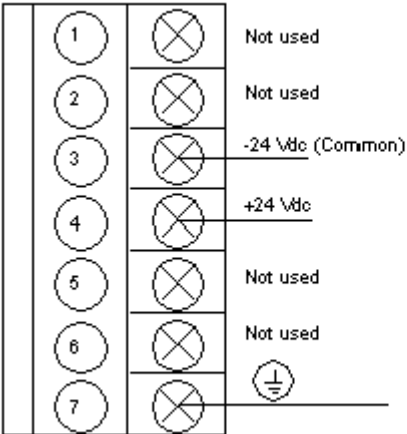 1 Not used
2 Not used
3 -24 Vdc (Common)
4 +24 Vdc
5 Not used
6 Not used
7